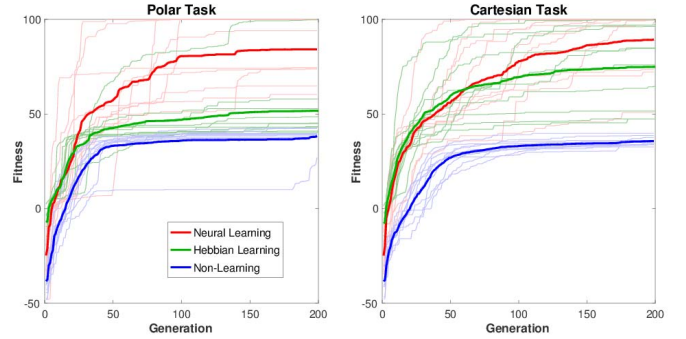 Polar Task
Cartesian Task
100
50
0
-50
Fitness
0
50
100
150
200
Generation
Neural Learning
Hebbian Learning
Non-Learning
100
50
0
-50
Fitness
0
50
100
150
200
Generation